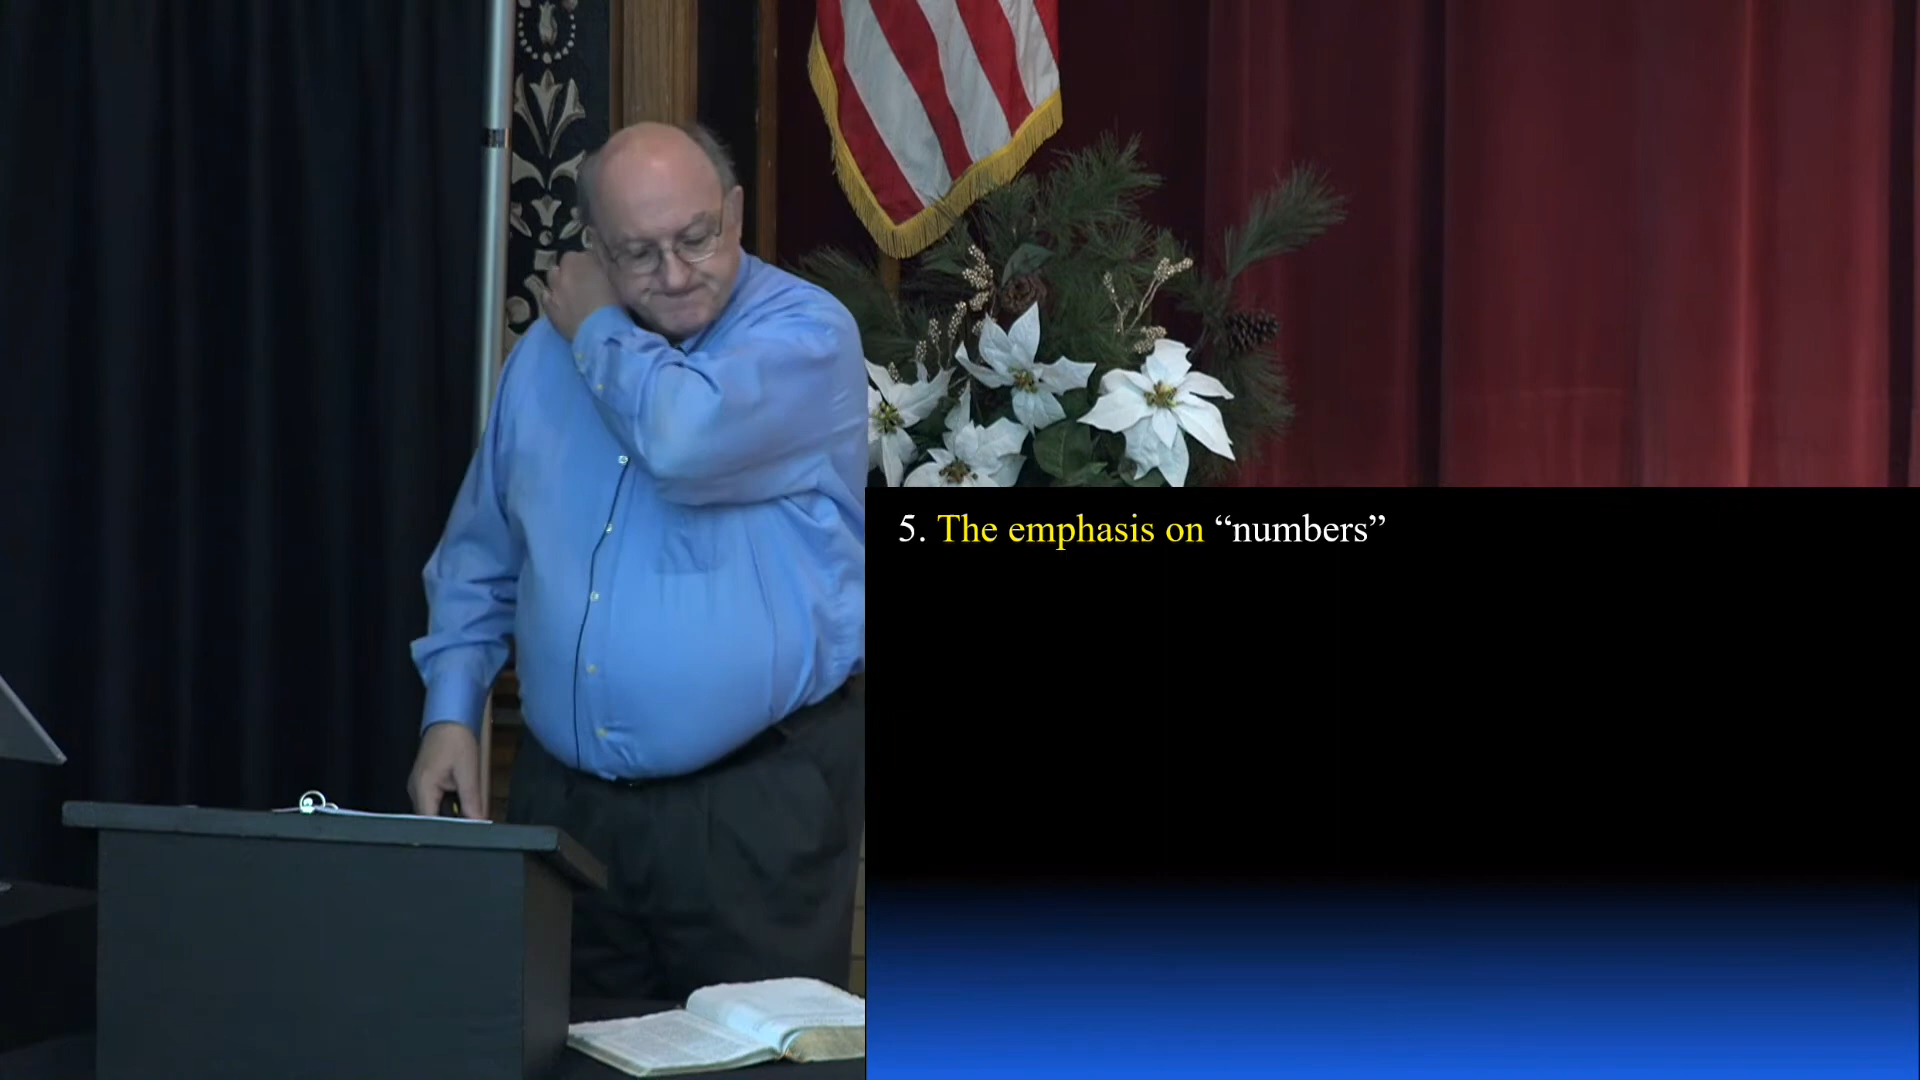 5. The emphasis on “numbers”